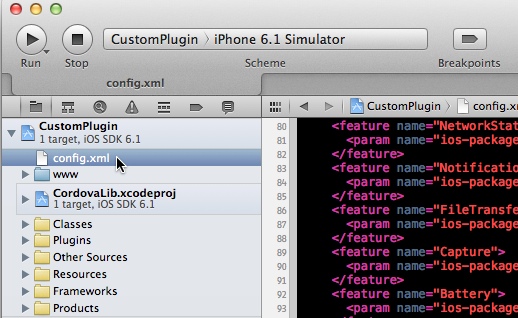 CustomPlugin 〉 iPhone 6.1 Simulator
Run Stop Scheme Breakpoints
config.xml
CustomPlugin
1 target, iOS SDK 6.1
config.xml
www
CordovaLib.xcodeproj
1 target, iOS SDK 6.1
Classes
Plugins
Other Sources
Resources
Frameworks
Products
CustomPlugin 〉 config.x
80 <feature name="NetworkStat
81 <param name="ios-package
82 </feature>
83 <feature name="Notification
84 <param name="ios-package
85 </feature>
86 <feature name="FileTransfe
87 <param name="ios-package
88 </feature>
89 <feature name="Capture">
90 <param name="ios-package
91 </feature>
92 <feature name="Battery">
93 <param name="ios-package